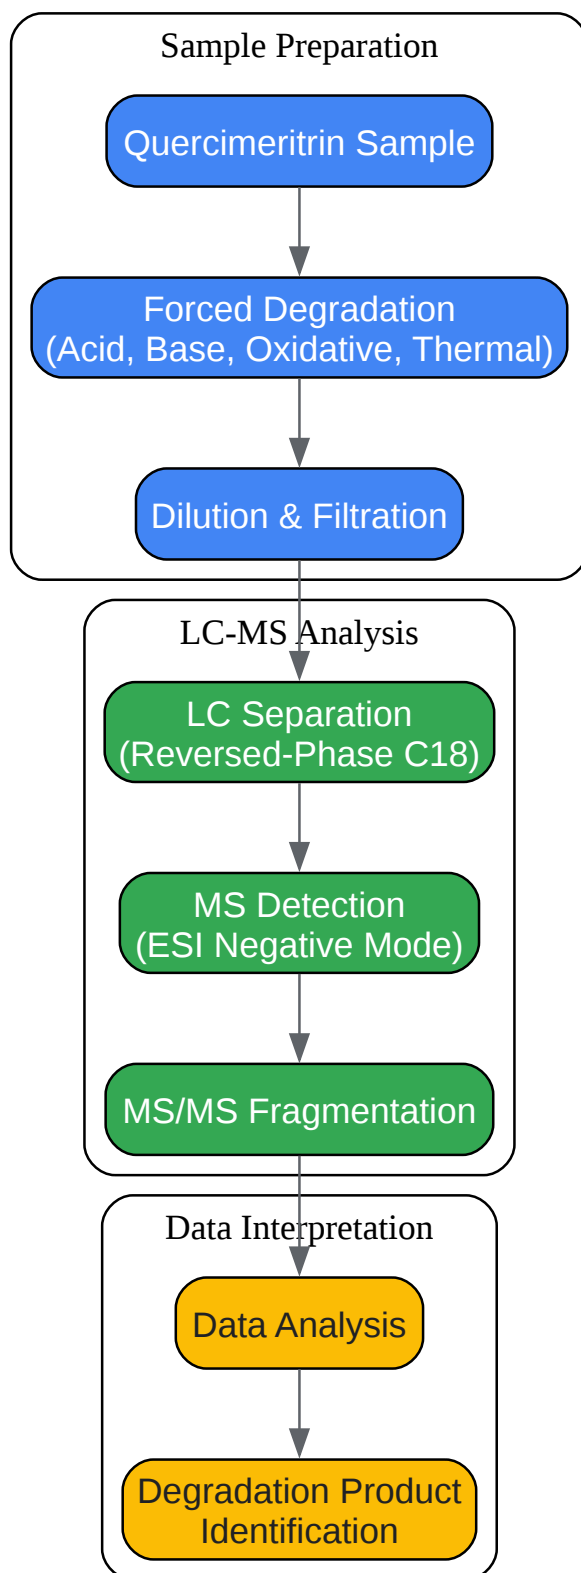 Sample Preparation
Quercimeritrin Sample
Forced Degradation
(Acid, Base, Oxidative, Thermal)
Dilution & Filtration
LC-MS Analysis
LC Separation
(Reversed-Phase C18)
MS Detection
(ESI Negative Mode)
MS/MS Fragmentation
Data Interpretation
Data Analysis
Degradation Product
Identification